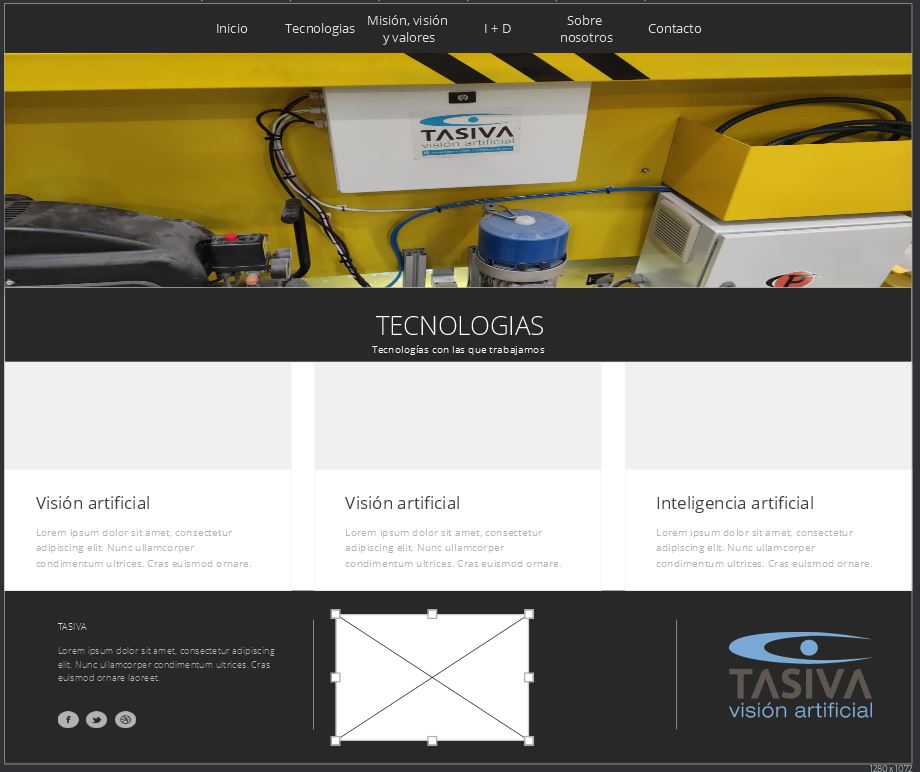 Inicio
Tecnologias
Misión, visión
y valores
I + D
Sobre
nosotros
Contacto
TASIVA
visión artificial
P
TECNOLOGIAS
Tecnologías con las que trabajamos
Visión artificial
Lorem ipsum dolor sit amet, consectetur
adipiscing elit. Nunc ullamcorper
condimentum ultrices. Cras euismod ornare.
Visión artificial
Lorem ipsum dolor sit amet, consectetur
adipiscing elit. Nunc ullamcorper
condimentum ultrices. Cras euismod ornare.
Inteligencia artificial
Lorem ipsum dolor sit amet, consectetur
adipiscing elit. Nunc ullamcorper
condimentum ultrices. Cras euismod ornare.
TASIVA
Lorem ipsum dolor sit amet, consectetur adipiscing
elit. Nunc ullamcorper condimentum ultrices. Cras
euismod ornare laoreet.
TASIVA
visión artificial
1280 x 1072